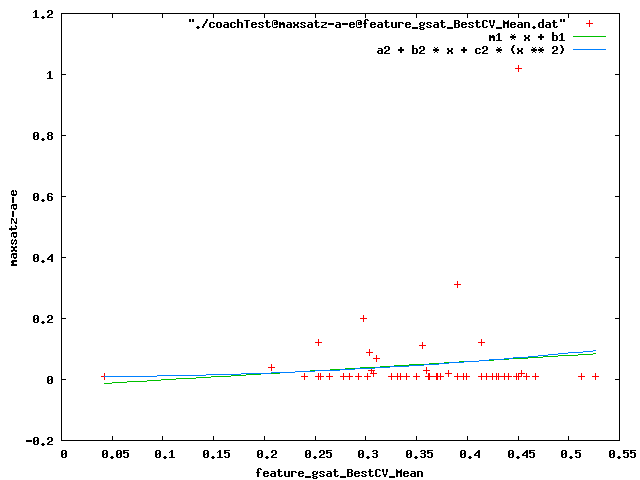 1.2
1
0.8
0.6
0.4
0.2
0
-0.2
maxsatz-a-e
"./coachTest@maxsatz-a-e@feature_gsat_BestCV_Mean.dat"
m1 * x + b1
a2 + b2 * x + c2 * (x ** 2)
0 0.05 0.1 0.15 0.2 0.25 0.3 0.35 0.4 0.45 0.5 0.55
feature_gsat_BestCV_Mean